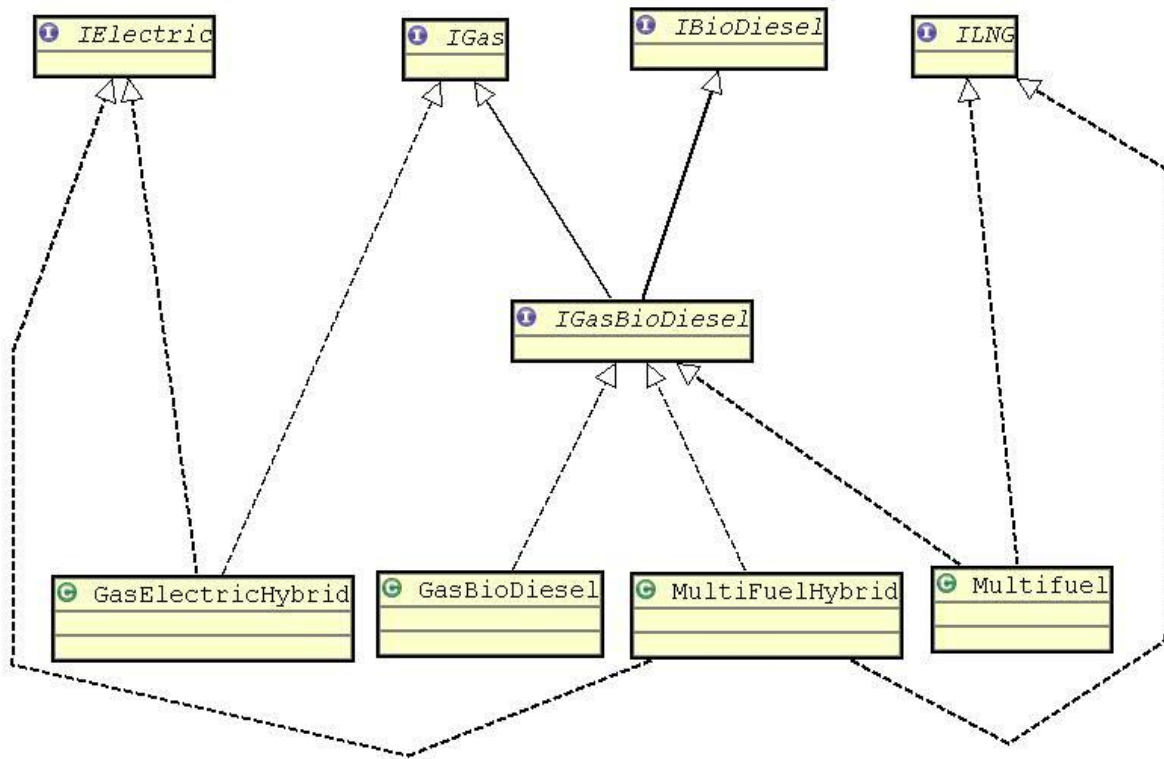 I IElectric
I IGas
I IBioDiesel
I ILNG
I IGasBioDiesel
C GasElectricHybrid
C GasBioDiesel
C MultiFuelHybrid
C Multifuel